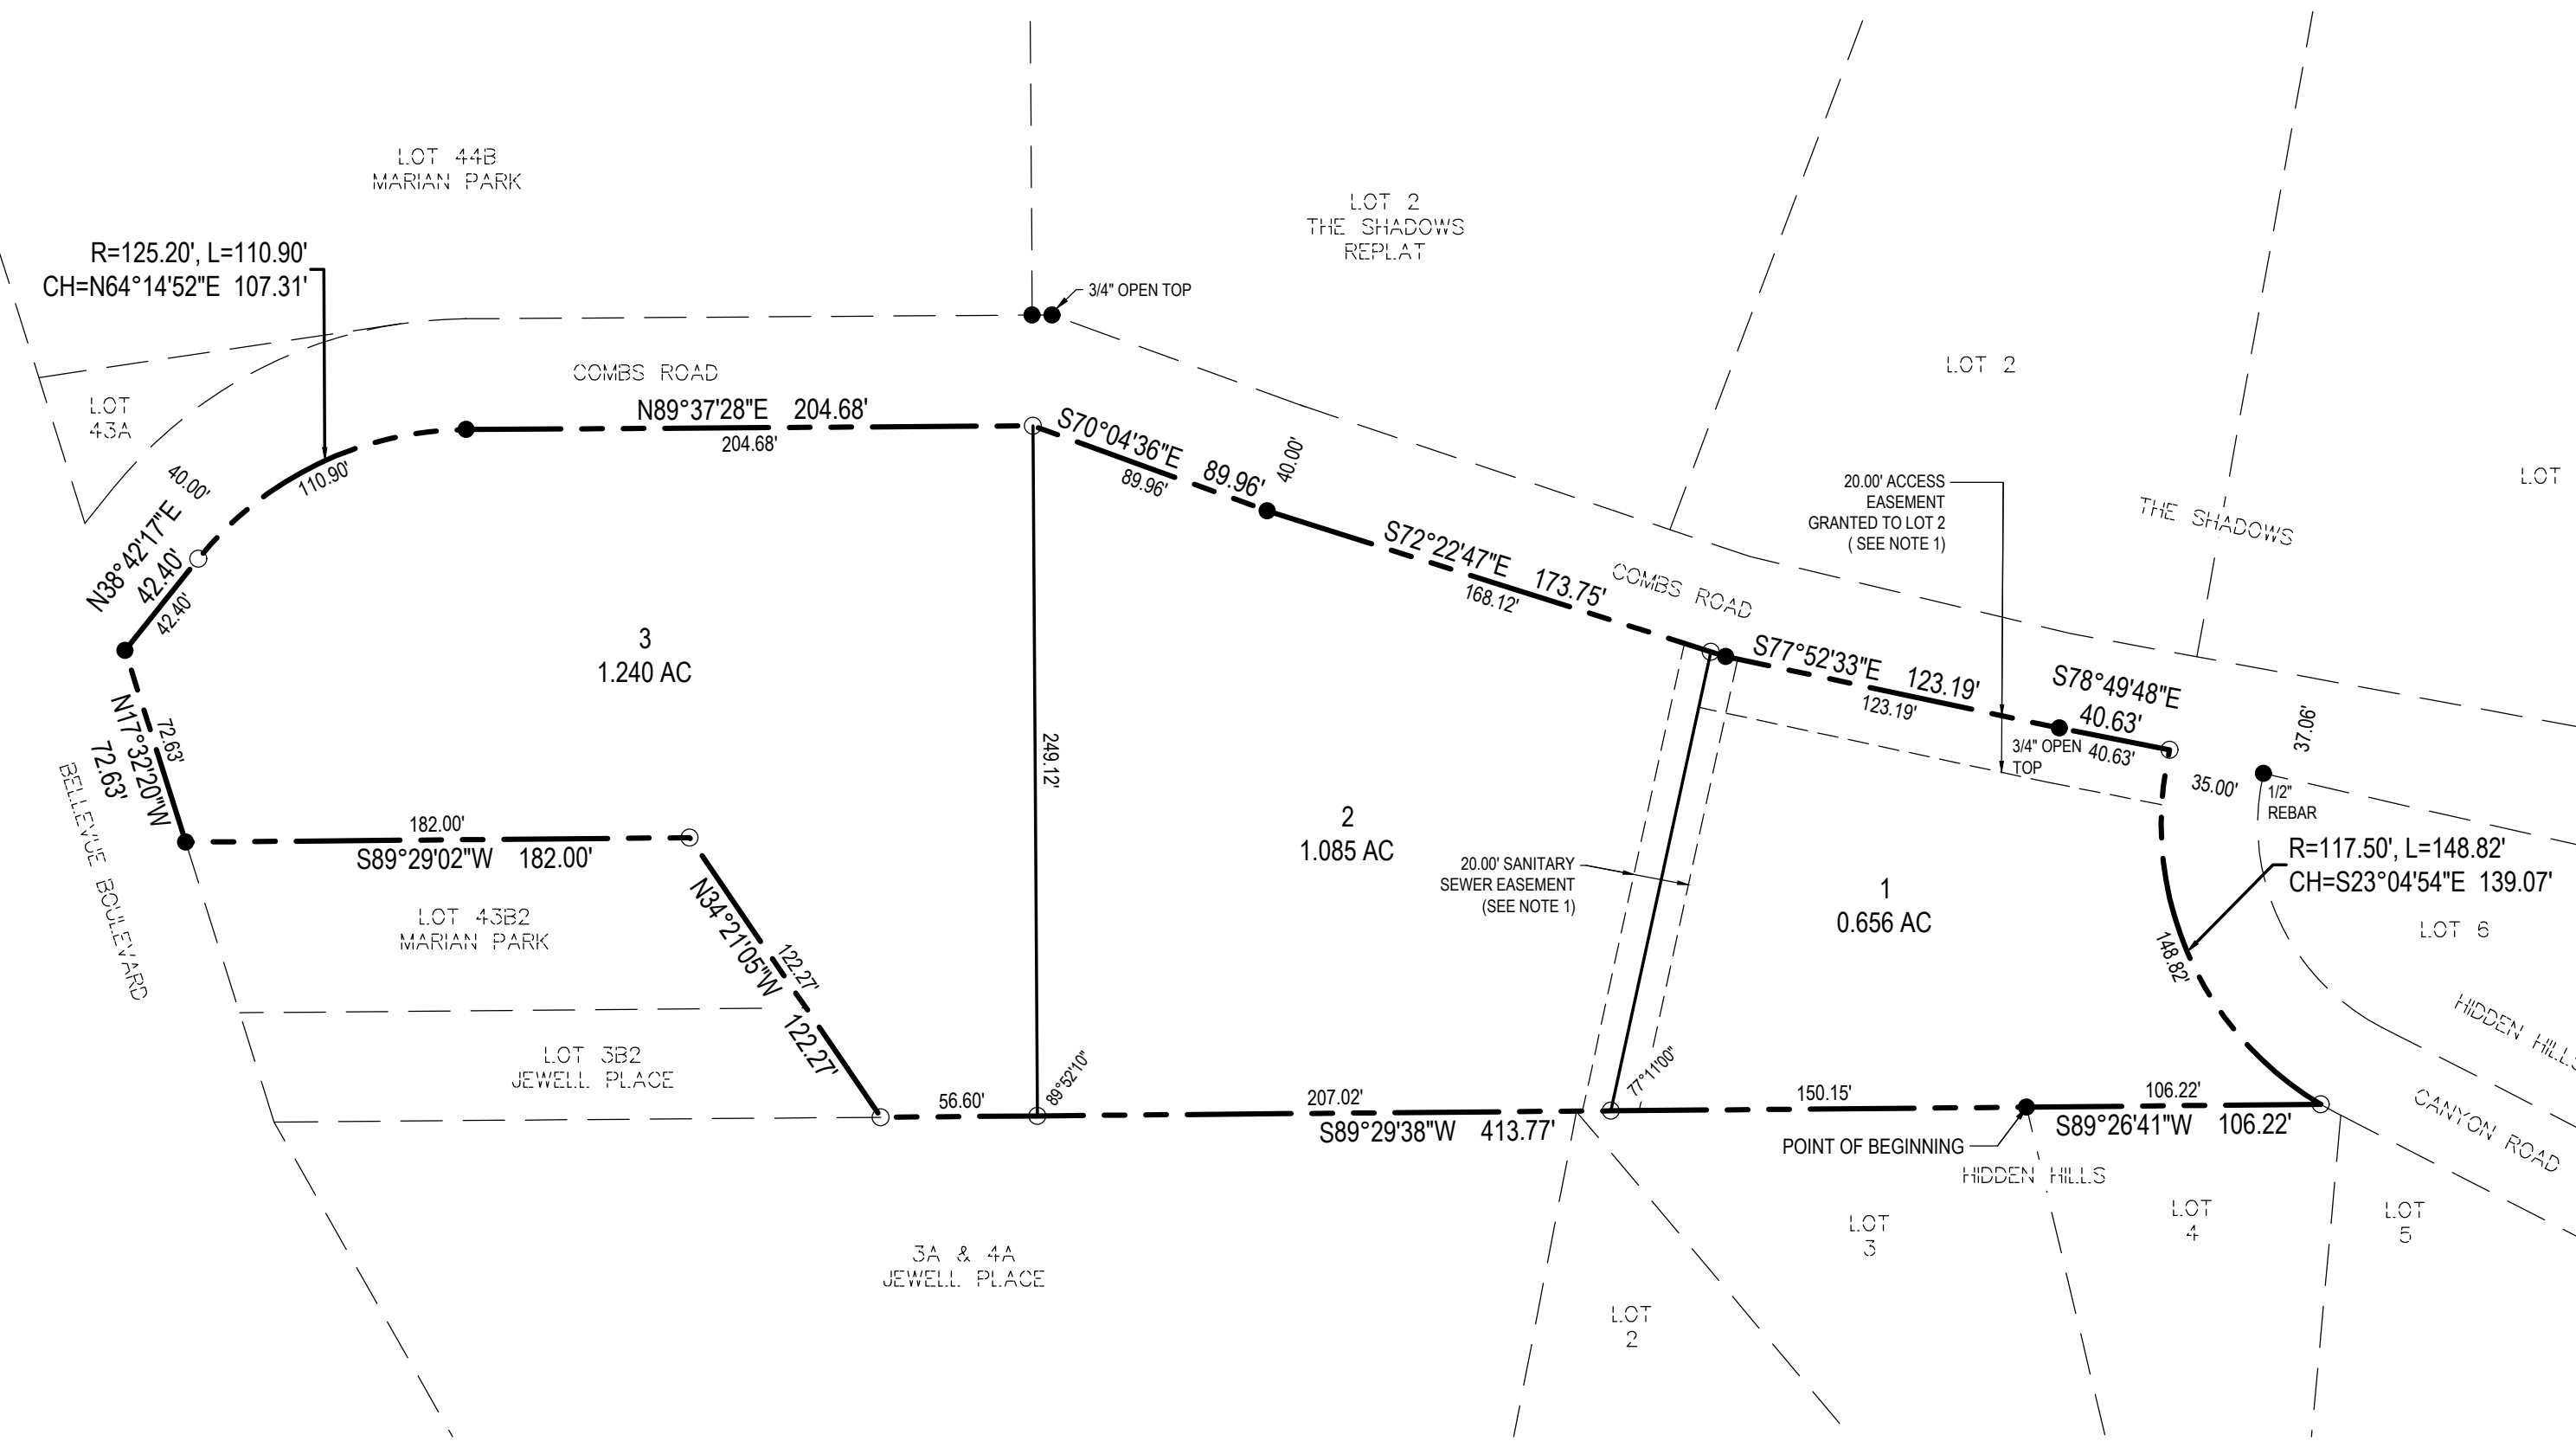 LOT 44B
MARIAN PARK
LOT 2
THE SHADOWS
REPLAT
R=125.20', L=110.90'
CH=N64°14'52"E 107.31'
3/4" OPEN TOP
LOT 2
COMBS ROAD
LOT
43A
N89°37'28"E 204.68'
204.68'
S70°04'36"E 89.96'
89.96'
40.00'
40.00'
110.90'
LOT
THE SHADOWS
20.00' ACCESS
EASEMENT
GRANTED TO LOT 2
( SEE NOTE 1)
S72°22'47"E 173.75'
168.12'
COMBS ROAD
N38°42'17"E
42.40'
42.40'
3
1.240 AC
S77°52'33"E 123.19'
123.19'
S78°49'48"E
40.63'
40.63'
3/4" OPEN
TOP
37.06'
35.00'
1/2"
REBAR
N17°32'20"W
72.63'
72.63'
BELLEVUE BOULEVARD
249.12'
182.00'
S89°29'02"W 182.00'
2
1.085 AC
20.00' SANITARY
SEWER EASEMENT
(SEE NOTE 1)
1
0.656 AC
R=117.50', L=148.82'
CH=S23°04'54"E 139.07'
148.82'
LOT 6
LOT 43B2
MARIAN PARK
N34°21'05"W 122.27'
122.27'
HIDDEN HILLS
LOT 3B2
JEWELL PLACE
89°52'10"
77°11'00"
56.60'
207.02'
150.15'
106.22'
S89°29'38"W 413.77'
S89°26'41"W 106.22'
CANYON ROAD
POINT OF BEGINNING
HIDDEN HILLS
LOT
3
LOT
4
LOT
5
3A & 4A
JEWELL PLACE
LOT
2